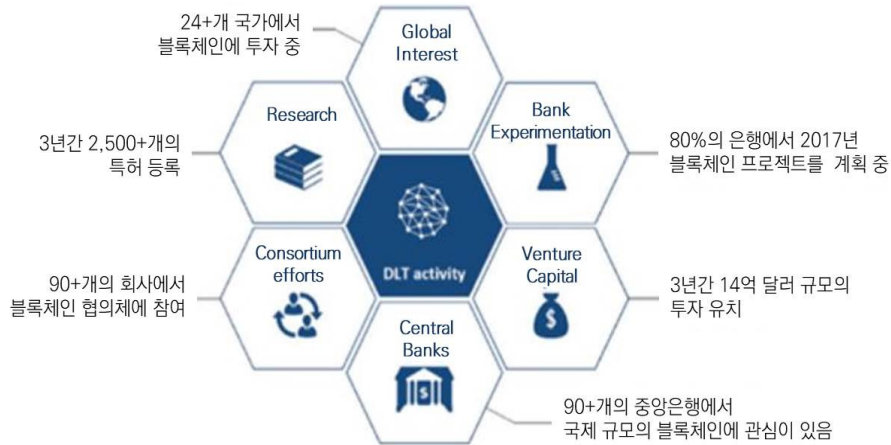 24+개 국가에서
블록체인에 투자 중
Global
Interest
Research
3년간 2,500+개의
특허 등록
Bank
Experimentation
80%의 은행에서 2017년
블록체인 프로젝트를 계획 중
DLT activity
Consortium
efforts
90+개의 회사에서
블록체인 협의체에 참여
Venture
Capital
$
3년간 14억 달러 규모의
투자 유치
Central
Banks
$
90+개의 중앙은행에서
국제 규모의 블록체인에 관심이 있음